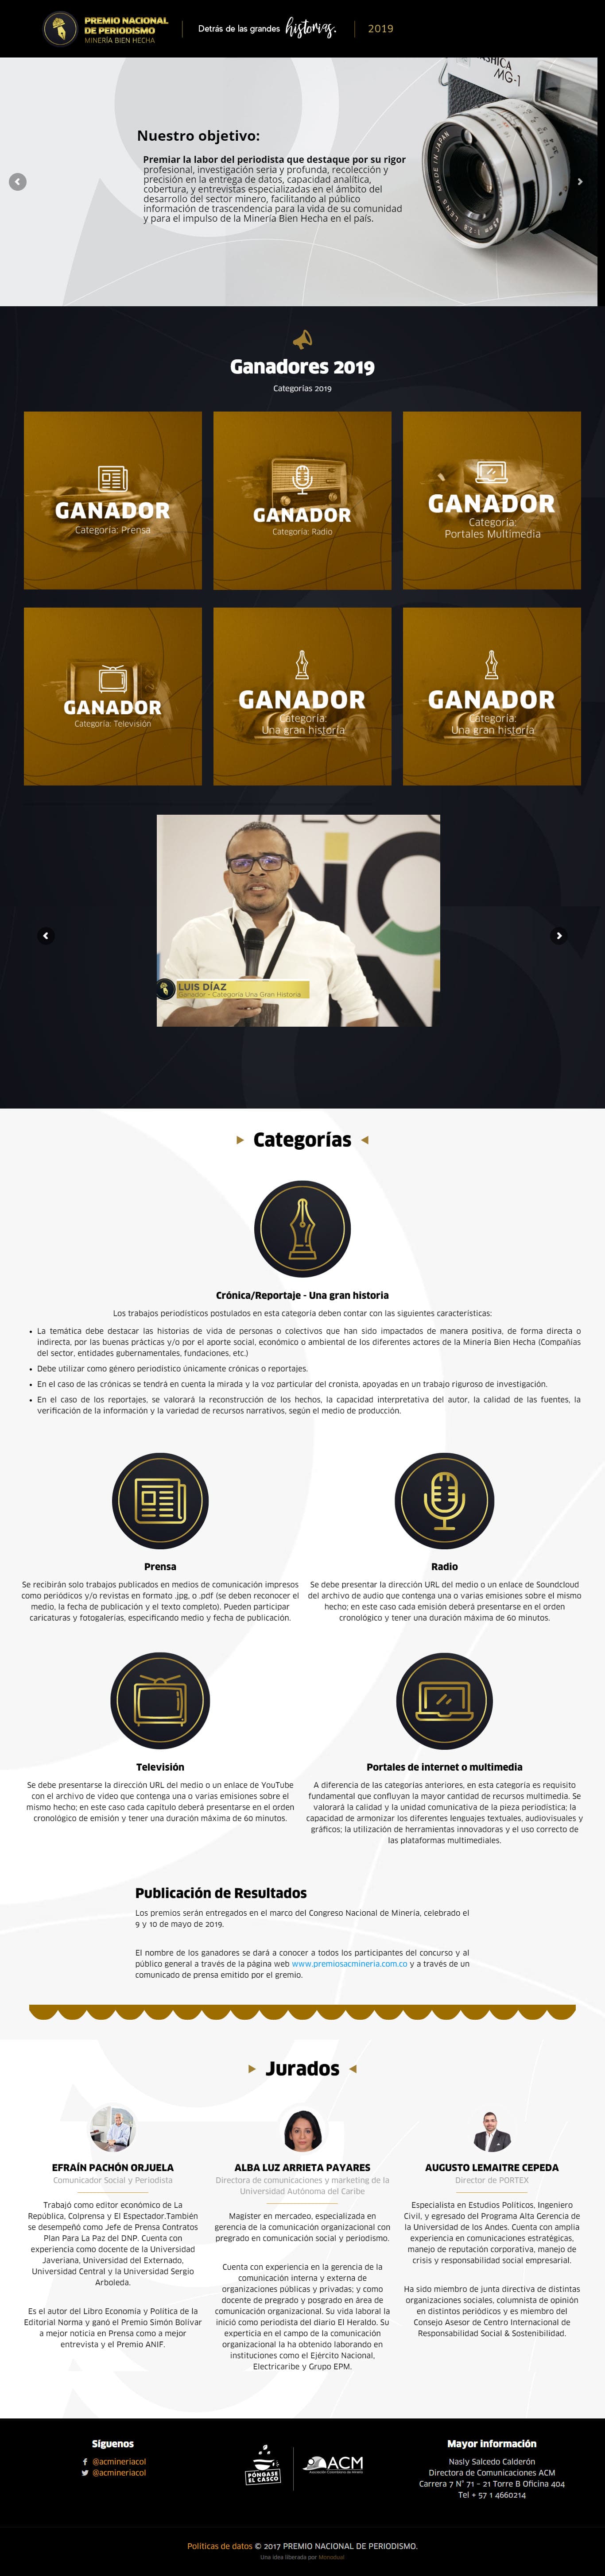 PREMIO NACIONAL
DE PERIODISMO
MINERÍA BIEN HECHA
Detrás de las grandes historias.
2019
Nuestro objetivo:
Premiar la labor del periodista que destaque por su rigor
profesional, investigación seria y profunda, recolección y
precisión en la entrega de datos, capacidad analítica,
cobertura, y entrevistas especializadas en el ámbito del
desarrollo del sector minero, facilitando al público
información de trascendencia para la vida de su comunidad
y para el impulso de la Minería Bien Hecha en el país.
MG-1
MADE IN JAPAN
LENS
1:2.8
Ganadores 2019
Categorías 2019
GANADOR
Categoría: Prensa
GANADOR
Categoría: Radio
GANADOR
Categoría:
Portales Multimedia
GANADOR
Categoría: Televisión
GANADOR
Categoría:
Una gran historia
GANADOR
Categoría:
Una gran historia
LUIS DÍAZ
Ganador - Categoría Una Gran Historia
Categorías
Crónica/Reportaje - Una gran historia
Los trabajos periodísticos postulados en esta categoría deben contar con las siguientes características:
• La temática debe destacar las historias de vida de personas o colectivos que han sido impactados de manera positiva, de forma directa o
indirecta, por las buenas prácticas y/o por el aporte social, económico o ambiental de los diferentes actores de la Minería Bien Hecha (Compañías
del sector, entidades gubernamentales, fundaciones, etc.)
• Debe utilizar como género periodístico únicamente crónicas o reportajes.
• En el caso de las crónicas se tendrá en cuenta la mirada y la voz particular del cronista, apoyadas en un trabajo riguroso de investigación.
• En el caso de los reportajes, se valorará la reconstrucción de los hechos, la capacidad interpretativa del autor, la calidad de las fuentes, la
verificación de la información y la variedad de recursos narrativos, según el medio de producción.
Prensa
Se recibirán solo trabajos publicados en medios de comunicación impresos
como periódicos y/o revistas en formato .jpg, o .pdf (se deben reconocer el
medio, la fecha de publicación y el texto completo). Pueden participar
caricaturas y fotogalerías, especificando medio y fecha de publicación.
Radio
Se debe presentar la dirección URL del medio o un enlace de Soundcloud
del archivo de audio que contenga una o varias emisiones sobre el mismo
hecho; en este caso cada emisión deberá presentarse en el orden
cronológico y tener una duración máxima de 60 minutos.
Televisión
Se debe presentarse la dirección URL del medio o un enlace de YouTube
con el archivo de video que contenga una o varias emisiones sobre el
mismo hecho; en este caso cada capítulo deberá presentarse en el orden
cronológico de emisión y tener una duración máxima de 60 minutos.
Portales de internet o multimedia
A diferencia de las categorías anteriores, en esta categoría es requisito
fundamental que confluyan la mayor cantidad de recursos multimedia. Se
valorará la calidad y la unidad comunicativa de la pieza periodística; la
capacidad de armonizar los diferentes lenguajes textuales, audiovisuales y
gráficos; la utilización de herramientas innovadoras y el uso correcto de
las plataformas multimediales.
Publicación de Resultados
Los premios serán entregados en el marco del Congreso Nacional de Minería, celebrado el
9 y 10 de mayo de 2019.
El nombre de los ganadores se dará a conocer a todos los participantes del concurso y al
público general a través de la página web www.premiosacmineria.com.co y a través de un
comunicado de prensa emitido por el gremio.
Jurados
EFRAÍN PACHÓN ORJUELA
Comunicador Social y Periodista
Trabajó como editor económico de La
República, Colprensa y El Espectador.También
se desempeñó como Jefe de Prensa Contratos
Plan Para La Paz del DNP. Cuenta con
experiencia como docente de la Universidad
Javeriana, Universidad del Externado,
Universidad Central y la Universidad Sergio
Arboleda.
Es el autor del Libro Economía y Política de la
Editorial Norma y ganó el Premio Simón Bolívar
a mejor noticia en Prensa como a mejor
entrevista y el Premio ANIF.
ALBA LUZ ARRIETA PAYARES
Directora de comunicaciones y marketing de la
Universidad Autónoma del Caribe
Magíster en mercadeo, especializada en
gerencia de la comunicación organizacional con
pregrado en comunicación social y periodismo.
Cuenta con experiencia en la gerencia de la
comunicación interna y externa de
organizaciones públicas y privadas; y como
docente de pregrado y posgrado en área de
comunicación organizacional. Su vida laboral la
inició como periodista del diario El Heraldo. Su
experticia en el campo de la comunicación
organizacional la ha obtenido laborando en
instituciones como el Ejército Nacional,
Electricaribe y Grupo EPM.
AUGUSTO LEMAITRE CEPEDA
Director de PORTEX
Especialista en Estudios Políticos, Ingeniero
Civil, y egresado del Programa Alta Gerencia de
la Universidad de los Andes. Cuenta con amplia
experiencia en comunicaciones estratégicas,
manejo de reputación corporativa, manejo de
crisis y responsabilidad social empresarial.
Ha sido miembro de junta directiva de distintas
organizaciones sociales, columnista de opinión
en distintos periódicos y es miembro del
Consejo Asesor de Centro Internacional de
Responsabilidad Social & Sostenibilidad.
Síguenos
@acmineriacol
@acmineriacol
PÓNGASE
EL CASCO
ACM
Asociación Colombiana de Minería
Mayor información
Nasly Salcedo Calderón
Directora de Comunicaciones ACM
Carrera 7 N° 71 – 21 Torre B Oficina 404
Tel + 57 1 4660214
Políticas de datos © 2017 PREMIO NACIONAL DE PERIODISMO.
Una idea liberada por Monodual